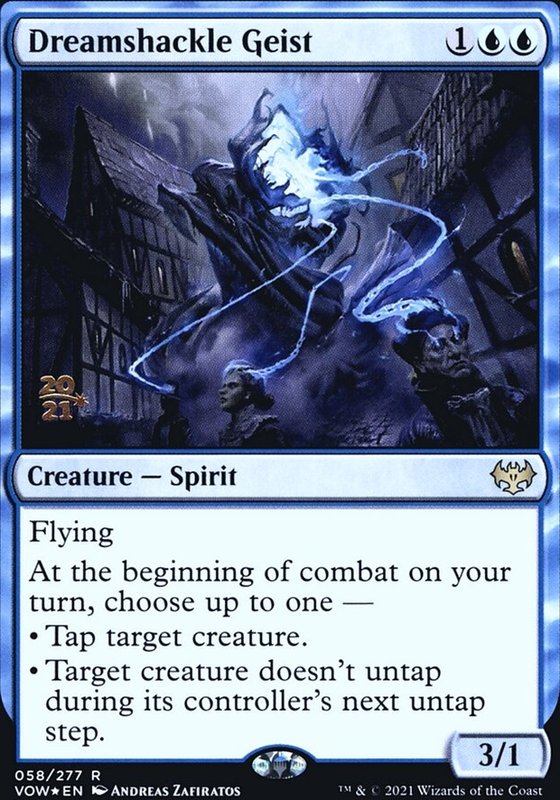 Dreamshackle Geist 1
20
21
Creature — Spirit
Flying
At the beginning of combat on your
turn, choose up to one —
• Tap target creature.
• Target creature doesn't untap
during its controller's next untap
step.
3/1
058/277 R
VOW★EN Andreas Zafiratos
™ & © 2021 Wizards of the Coast